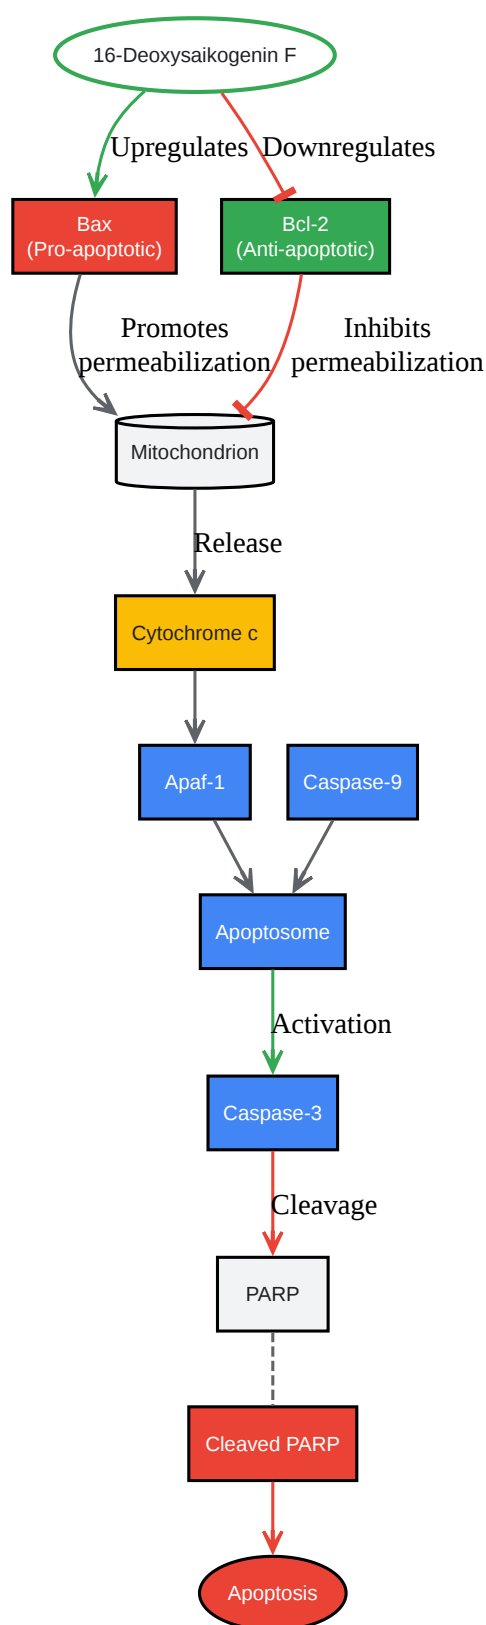 16-Deoxysaikogenin F
Upregulates
Downregulates
Bax
(Pro-apoptotic)
Bcl-2
(Anti-apoptotic)
Promotes
permeabilization
Inhibits
permeabilization
Mitochondrion
Release
Cytochrome c
Apaf-1
Caspase-9
Apoptosome
Activation
Caspase-3
Cleavage
PARP
Cleaved PARP
Apoptosis